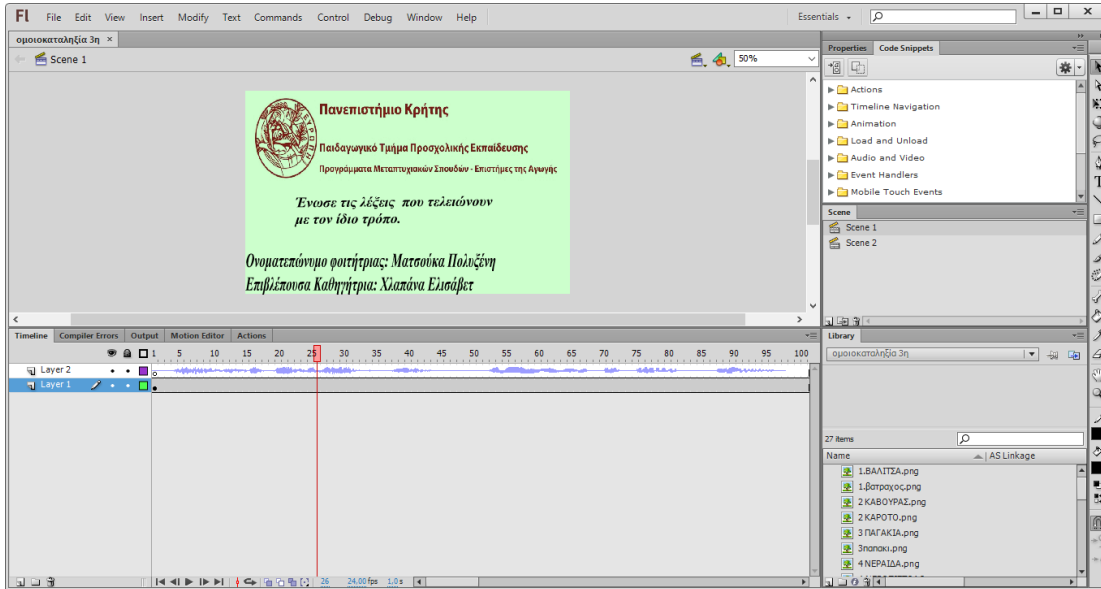 Fl File Edit View Insert Modify Text Commands Control Debug Window Help Essentials
ομοιοκαταληξία 3η ×
Scene 1 50%
ΕΥΡΩΠΗ
Πανεπιστήμιο Κρήτης
Παιδαγωγικό Τμήμα Προσχολικής Εκπαίδευσης
Προγράμματα Μεταπτυχιακών Σπουδών - Επιστήμες της Αγωγής
Ένωσε τις λέξεις που τελειώνουν
με τον ίδιο τρόπο.
Ονοματεπώνυμο φοιτήτριας: Ματσούκα Πολυξένη
Επιβλέπουσα Καθηγήτρια: Χλαπάνα Ελισάβετ
Properties Code Snippets
Actions
Timeline Navigation
Animation
Load and Unload
Audio and Video
Event Handlers
Mobile Touch Events
Scene
Scene 1
Scene 2
Timeline Compiler Errors Output Motion Editor Actions
1 5 10 15 20 25 30 35 40 45 50 55 60 65 70 75 80 85 90 95 100
Layer 2
Layer 1
26 24,00 fps 1,0 s
Library
ομοιοκαταληξία 3η
27 items
Name AS Linkage
1.ΒΑΛΙΤΣΑ.png
1.βατραχος.png
2 ΚΑΒΟΥΡΑΣ.png
2 ΚΑΡΟΤΟ.png
3 ΠΑΓΑΚΙΑ.png
3παπακι.png
4 ΝΕΡΑΙΔΑ.png